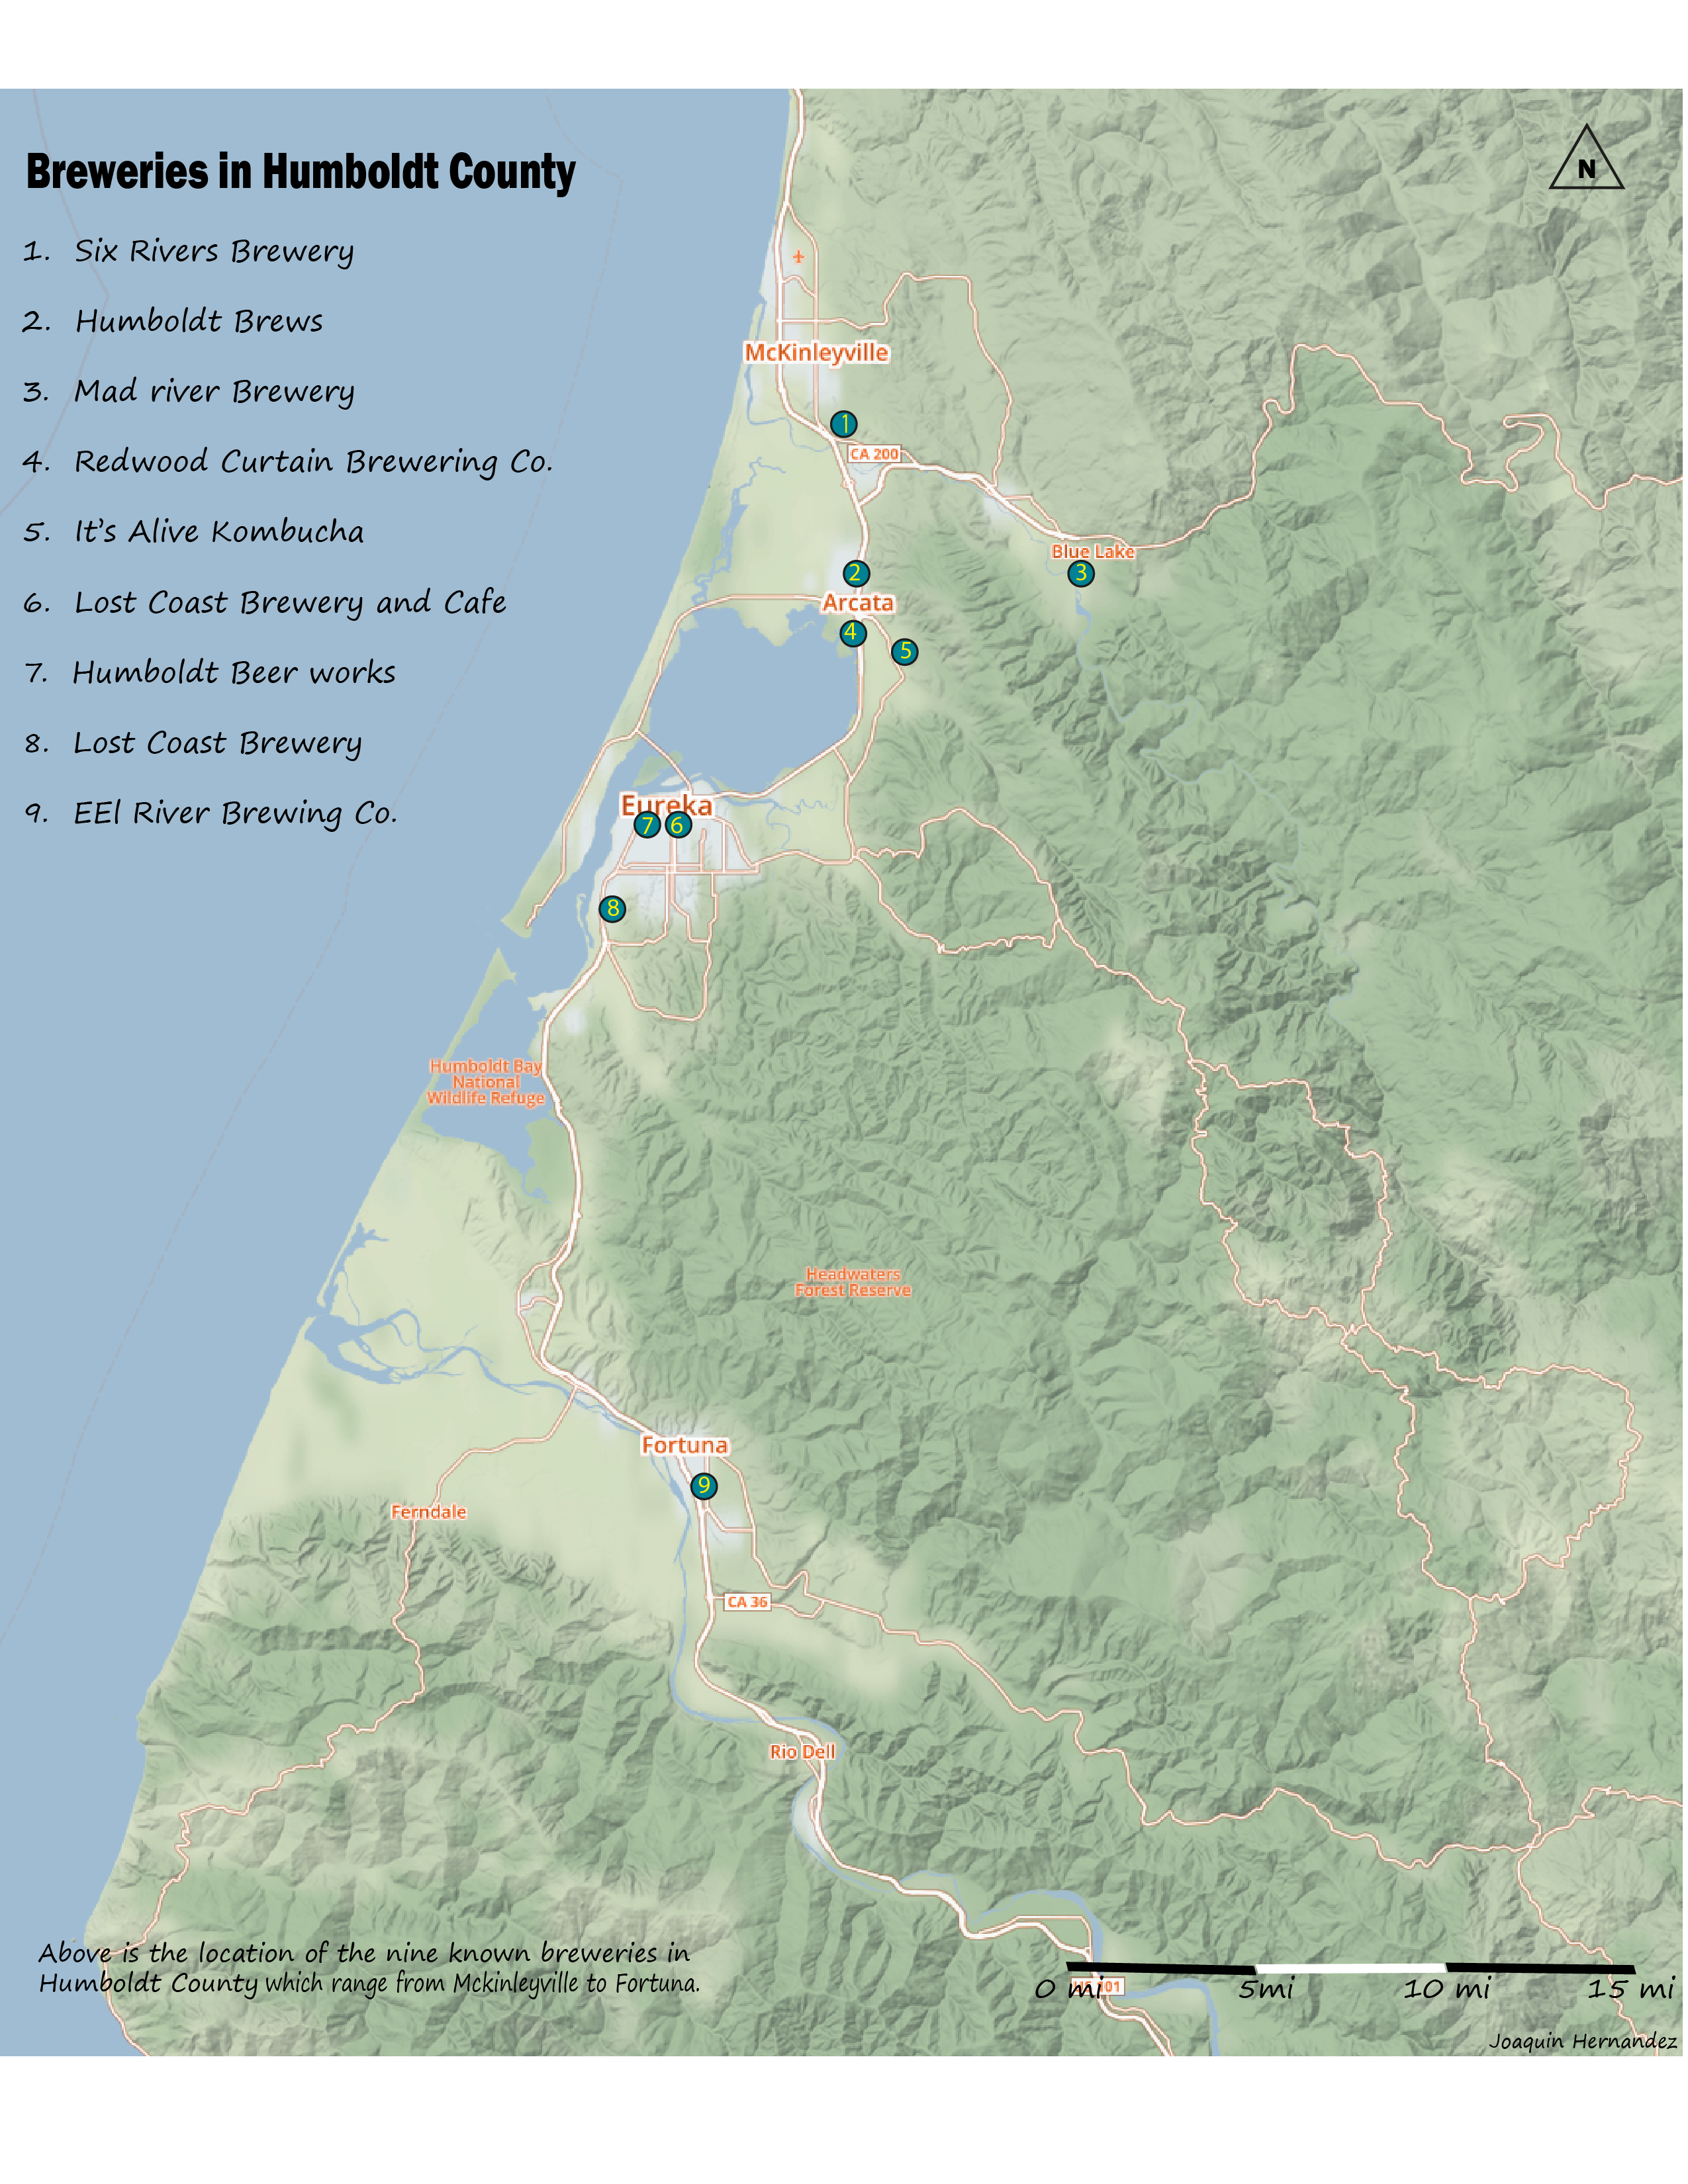 N
Breweries in Humboldt County
1. Six Rivers Brewery
2. Humboldt Brews
3. Mad river Brewery
4. Redwood Curtain Brewering Co.
5. It's Alive Kombucha
6. Lost Coast Brewery and Cafe
7. Humboldt Beer works
8. Lost Coast Brewery
9. EEl River Brewing Co.
McKinleyville
1
CA 200
Blue Lake
2
3
Arcata
4
5
Eureka
7 6
8
Humboldt Bay
National
Wildlife Refuge
Headwaters
Forest Reserve
Fortuna
9
Ferndale
CA 36
Rio Dell
Above is the location of the nine known breweries in
Humboldt County which range from Mckinleyville to Fortuna.
US 101
0 mi 5mi 10 mi 15 mi
Joaquin Hernandez